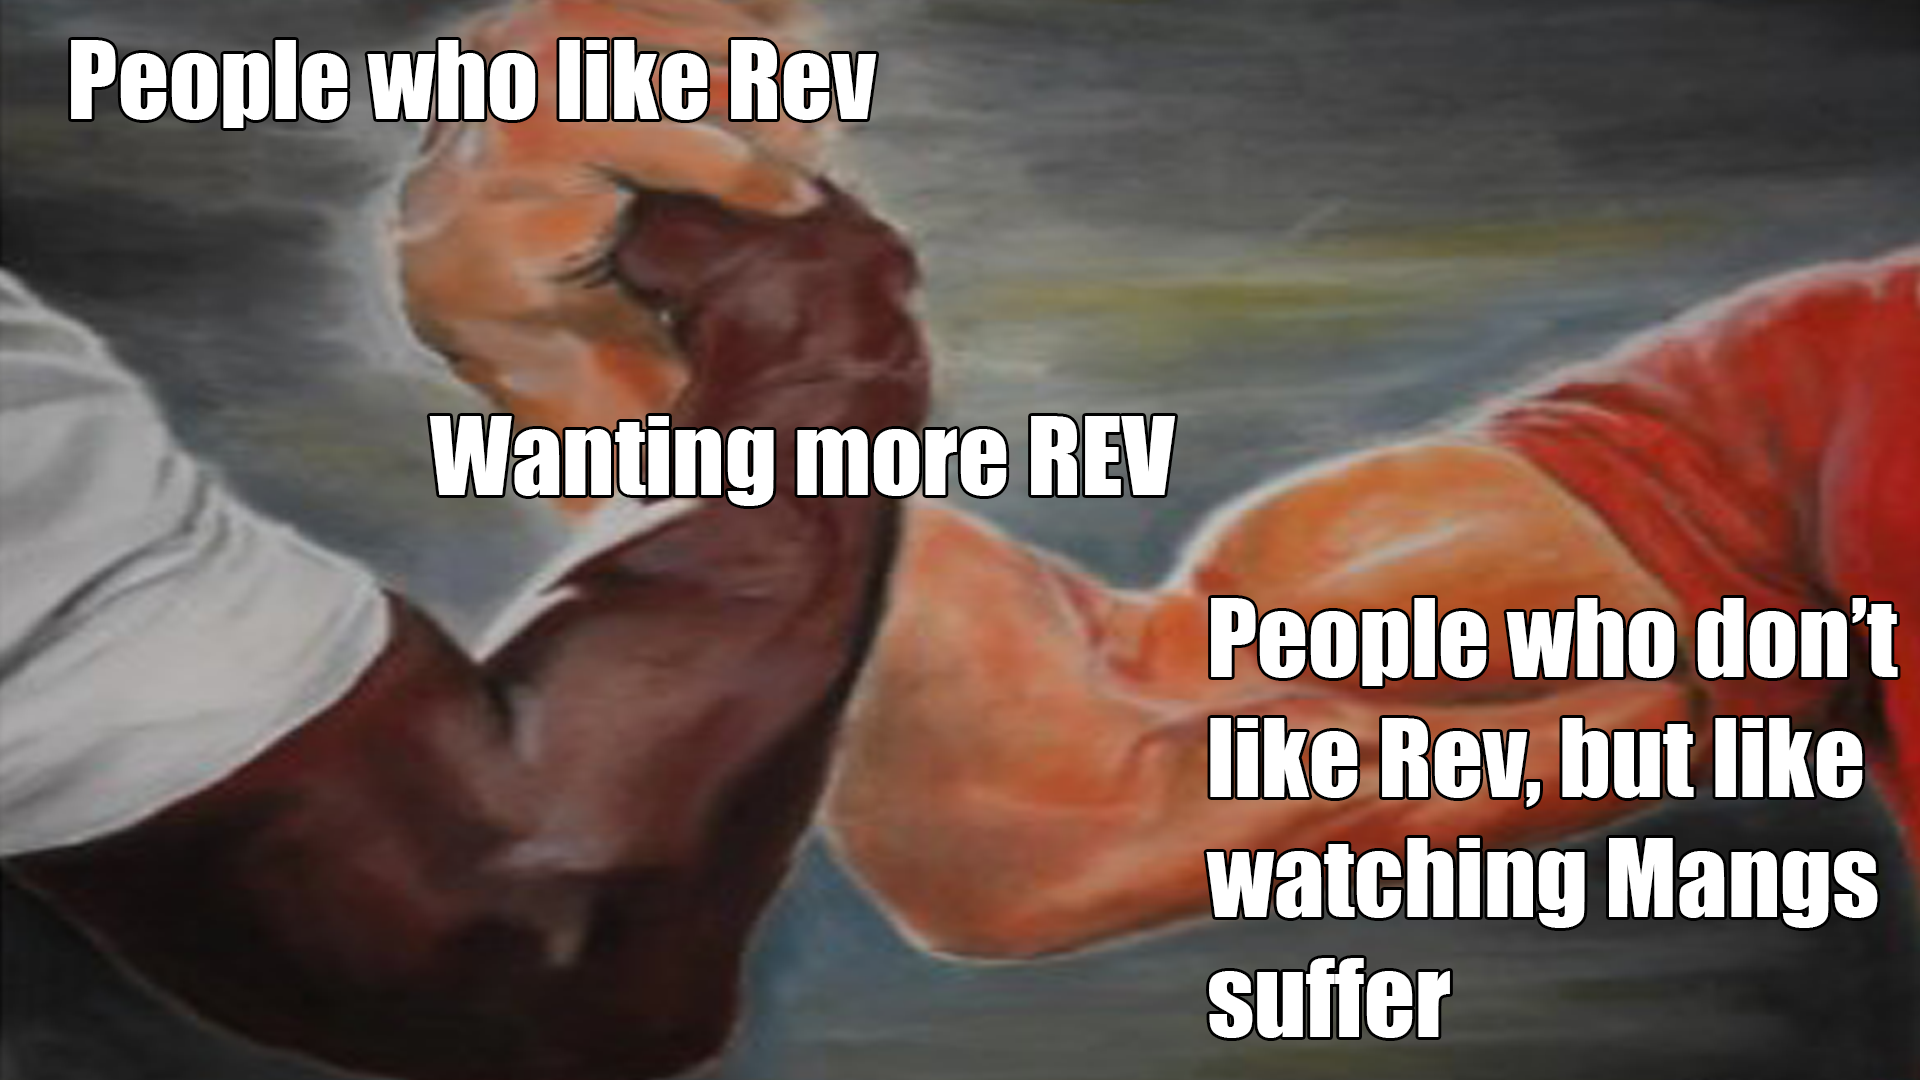 People who like Rev
Wanting more REV
People who don’t
like Rev, but like
watching Mangs
suffer